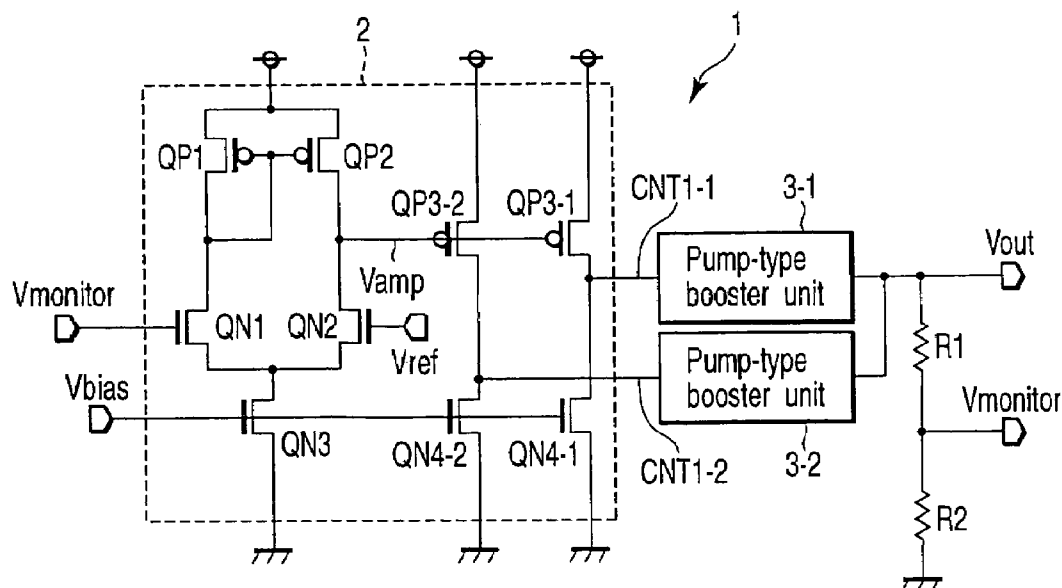 1
2
QP1
QP2
QP3-2
QP3-1
CNT1-1
3-1
Pump-type
booster unit
Vout
Vamp
Vmonitor
QN1
QN2
Vref
R1
Pump-type
booster unit
Vbias
Vmonitor
QN3
QN4-2
QN4-1
CNT1-2
3-2
R2